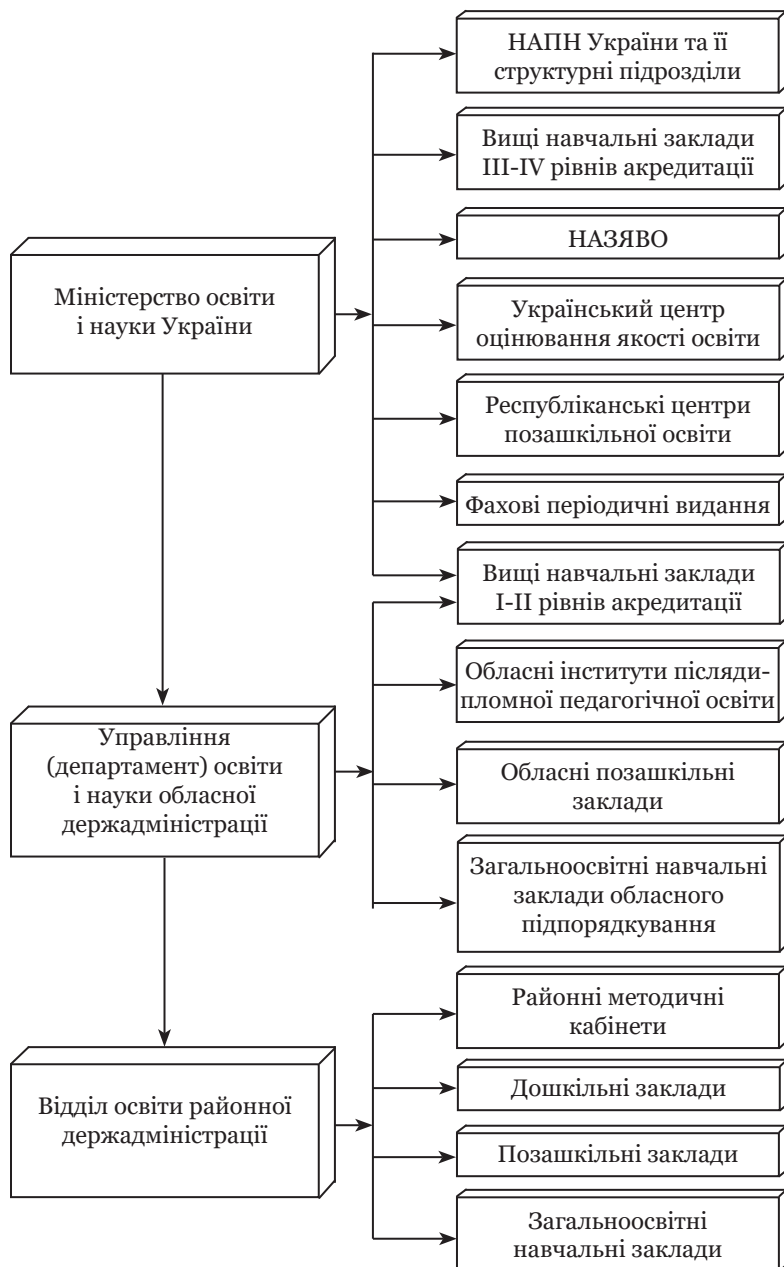 НАПН України та її
структурні підрозділи
Вищі навчальні заклади
III-IV рівнів акредитації
НАЗЯВО
Міністерство освіти
і науки України
Український центр
оцінювання якості освіти
Республіканські центри
позашкільної освіти
Фахові періодичні видання
Вищі навчальні заклади
I-II рівнів акредитації
Обласні інститути післяди-
пломної педагогічної освіти
Управління
(департамент) освіти
і науки обласної
держадміністрації
Обласні позашкільні
заклади
Загальноосвітні навчальні
заклади обласного
підпорядкування
Районні методичні
кабінети
Відділ освіти районної
держадміністрації
Дошкільні заклади
Позашкільні заклади
Загальноосвітні
навчальні заклади